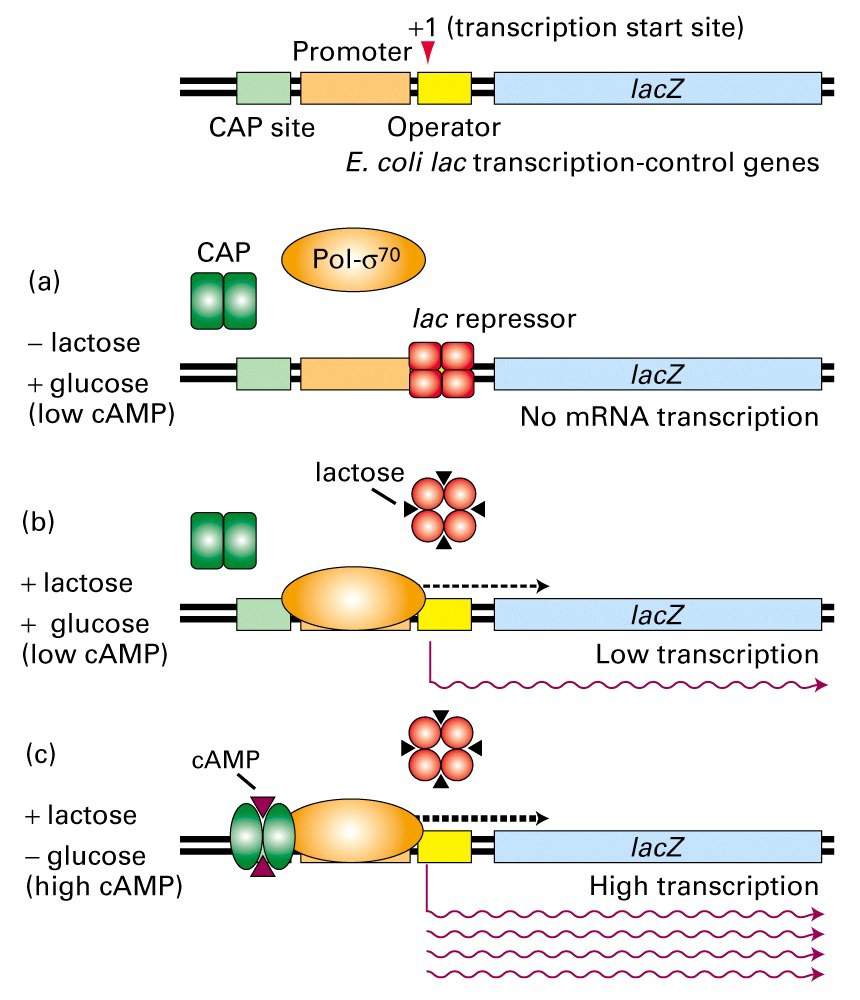 +1 (transcription start site)
Promoter
lacZ
CAP site
Operator
E. coli lac transcription-control genes
(a)
CAP
Pol-σ⁷⁰
lac repressor
– lactose
+ glucose
(low cAMP)
lacZ
No mRNA transcription
(b)
lactose
+ lactose
+ glucose
(low cAMP)
lacZ
Low transcription
(c)
cAMP
+ lactose
– glucose
(high cAMP)
lacZ
High transcription